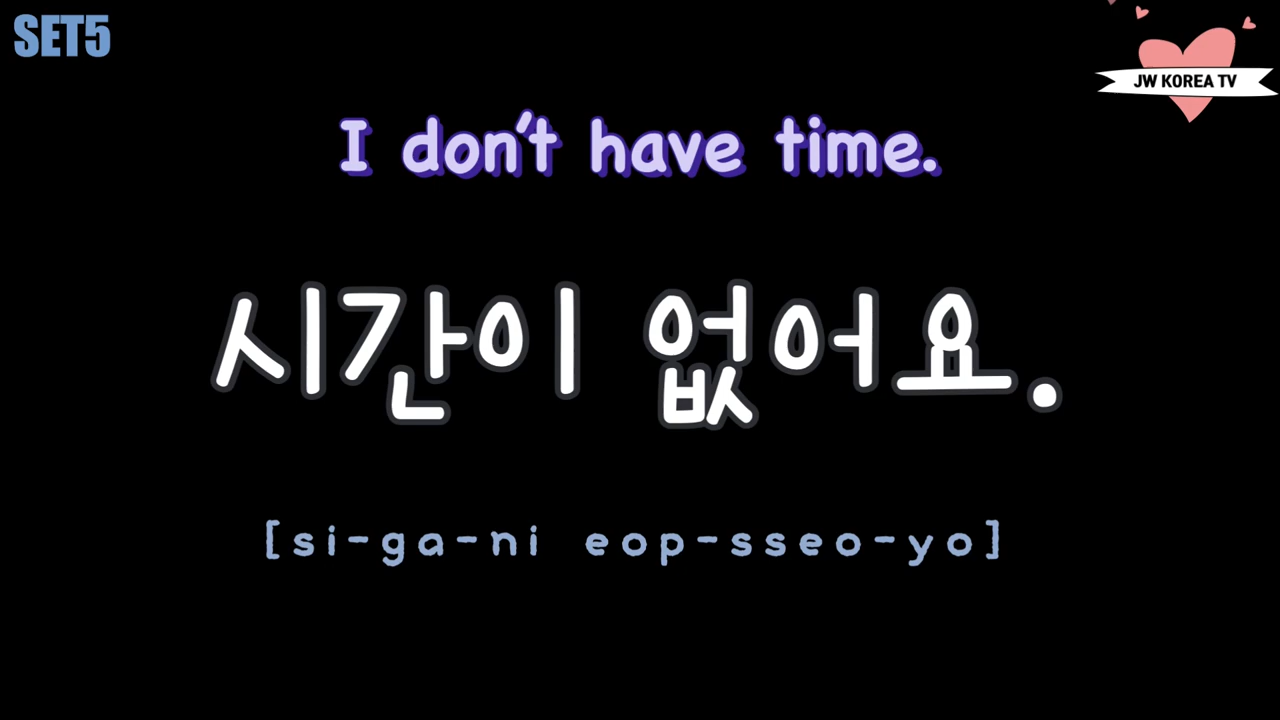 SET5
JW KOREA TV
I don't have time.
시간이 없어요.
[si-ga-ni eop-sseo-yo]